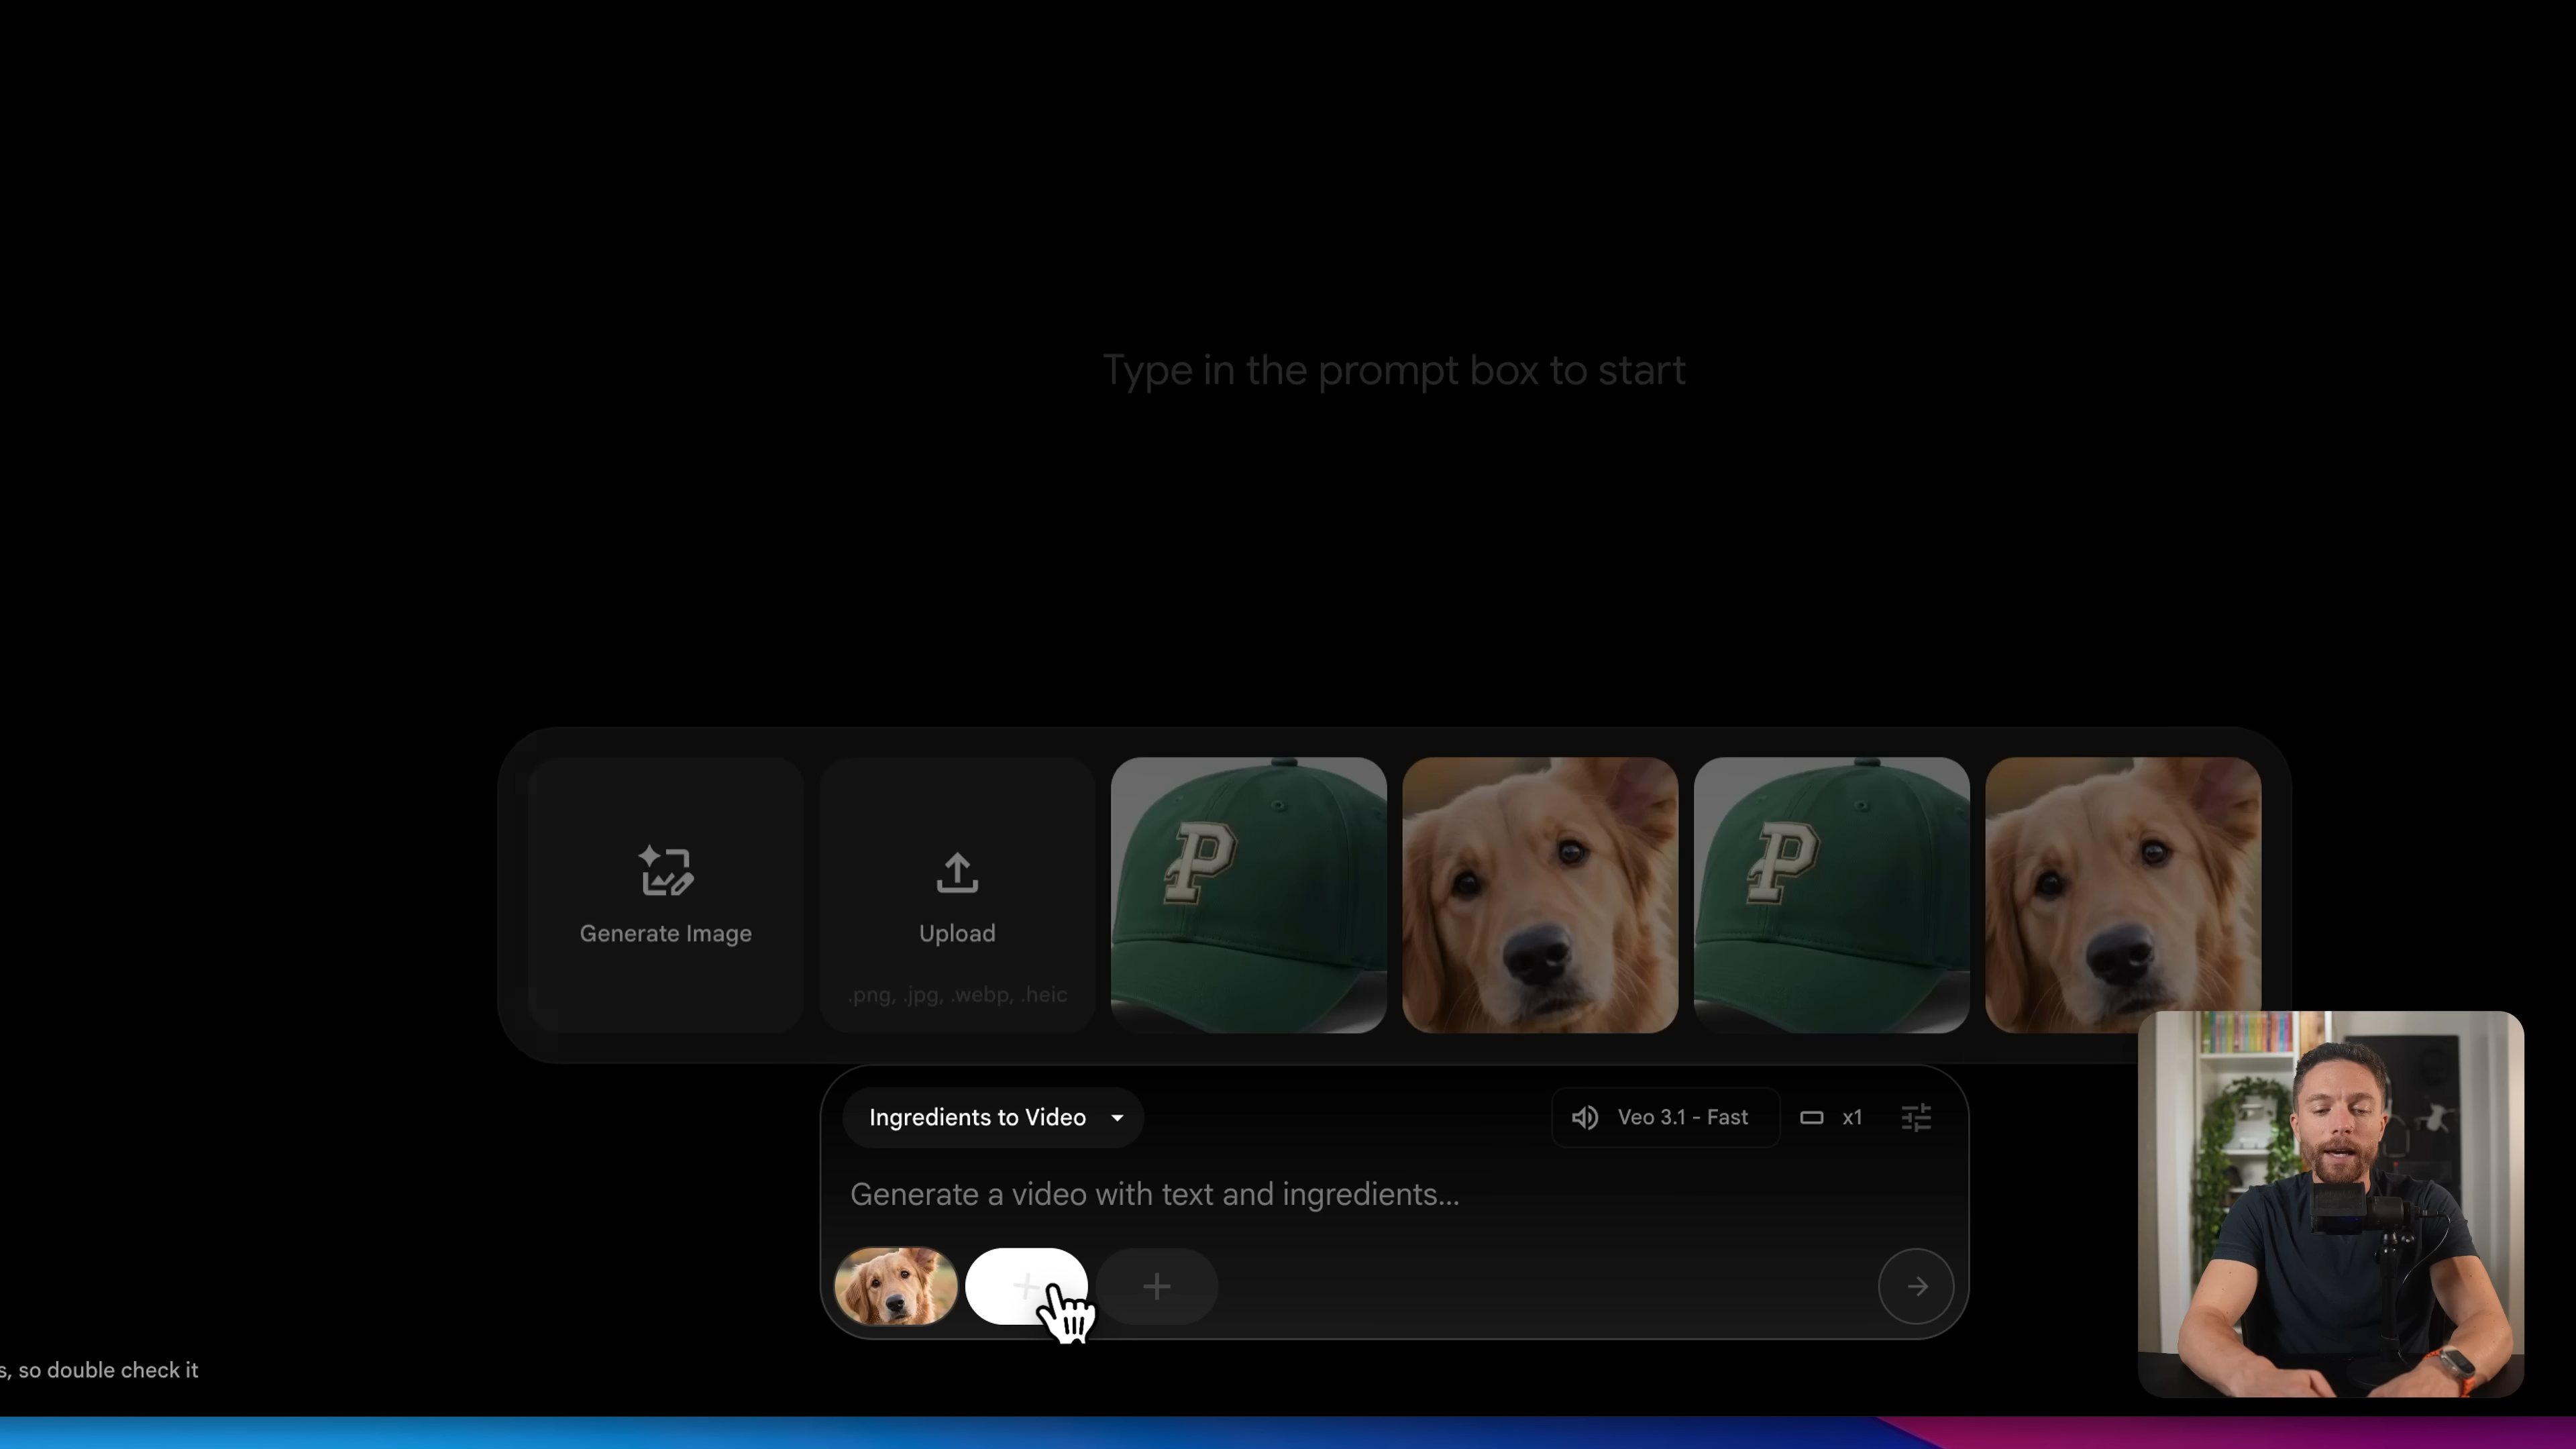 Type in the prompt box to start
P
P
Generate Image
Upload
.png, .jpg, .webp, .heic
Ingredients to Video
Veo 3.1 - Fast
x1
Generate a video with text and ingredients...
s, so double check it